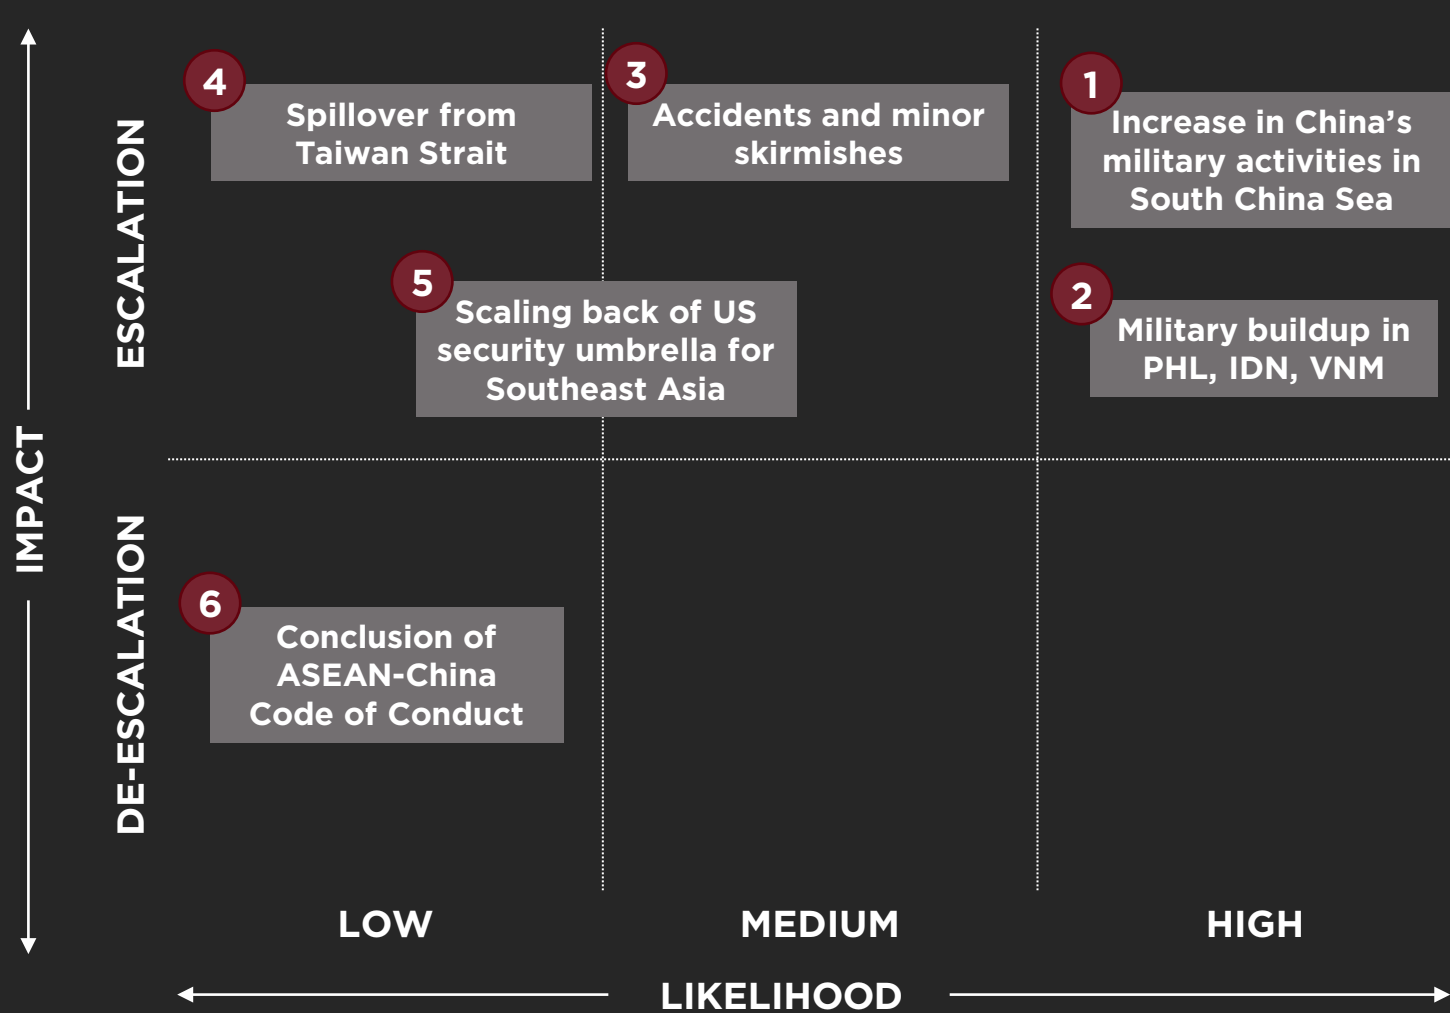 4
Spillover from
Taiwan Strait
3
Accidents and minor
skirmishes
1
Increase in China’s
military activities in
South China Sea
5
Scaling back of US
security umbrella for
Southeast Asia
2
Military buildup in
PHL, IDN, VNM
6
Conclusion of
ASEAN-China
Code of Conduct
IMPACT
ESCALATION
DE-ESCALATION
LOW
MEDIUM
HIGH
LIKELIHOOD